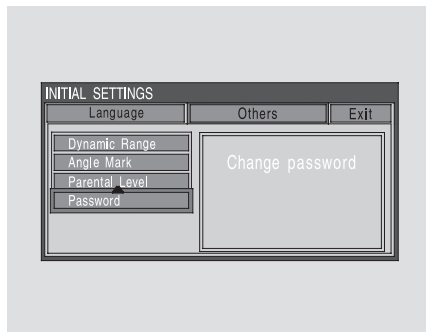 INITIAL SETTINGS
Language Others Exit
Dynamic Range
Angle Mark
Parental Level
Password
Change password